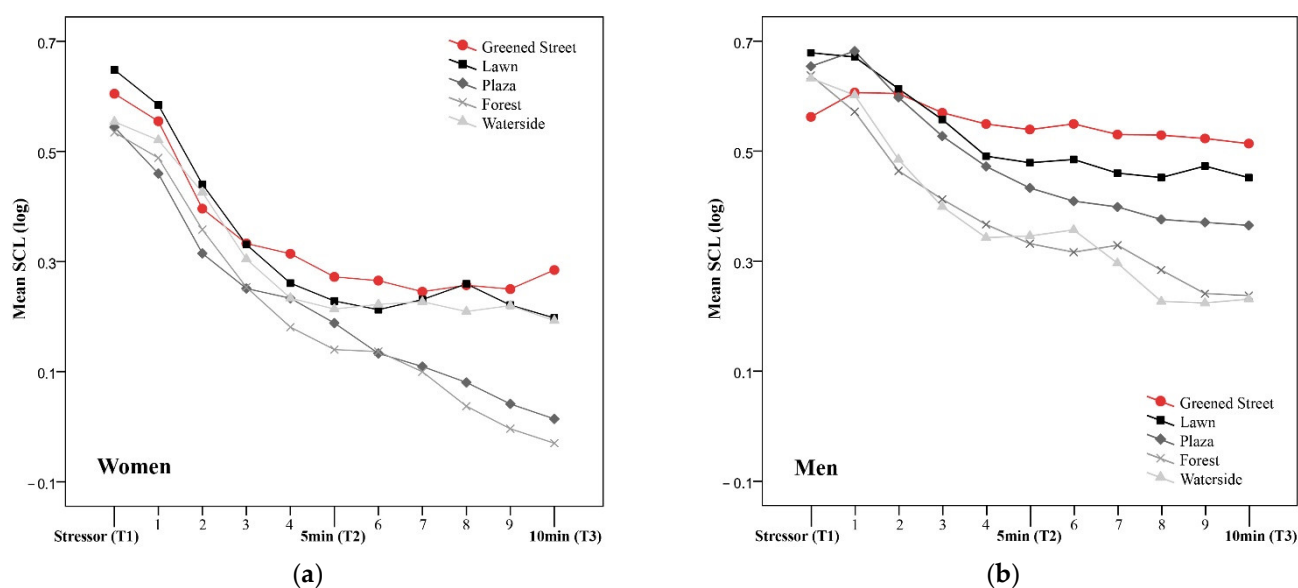 0.7
0.5
0.3
0.1
−0.1
Mean SCL (log)
Greened Street
Lawn
Plaza
Forest
Waterside
Women
Stressor (T1) 1 2 3 4 5min (T2) 6 7 8 9 10min (T3)
(a)
0.7
0.5
0.3
0.1
−0.1
Mean SCL (log)
Greened Street
Lawn
Plaza
Forest
Waterside
Men
Stressor (T1) 1 2 3 4 5min (T2) 6 7 8 9 10min (T3)
(b)